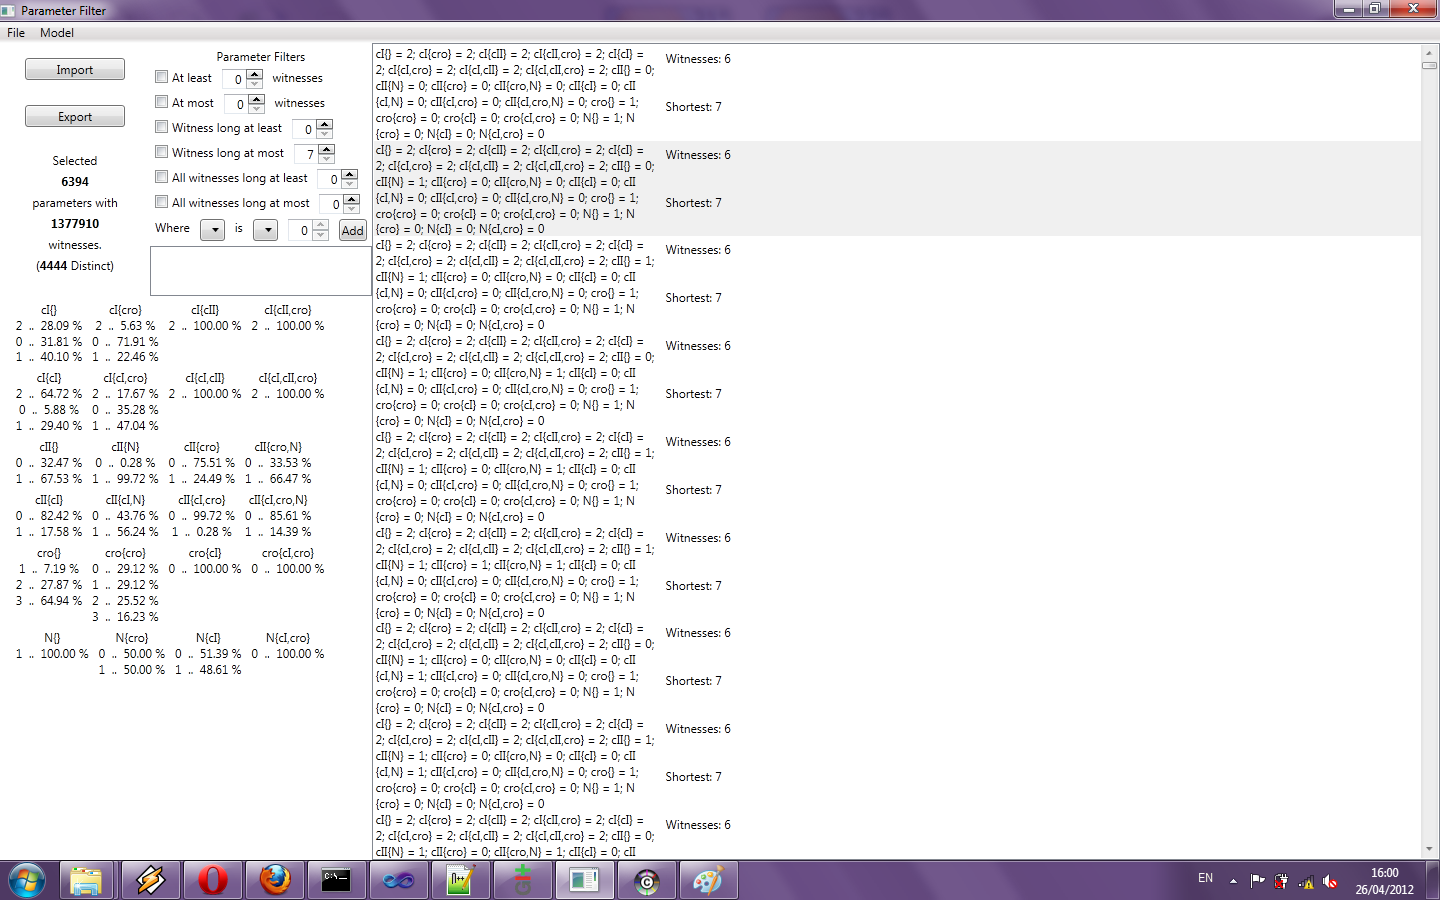 Parameter Filter
File Model
Import
Export
Selected
6394
parameters with
1377910
witnesses.
(4444 Distinct)
Parameter Filters
At least 0 witnesses
At most 0 witnesses
Witness long at least 0
Witness long at most 7
All witnesses long at least 0
All witnesses long at most 0
Where is 0 Add
cI{} cI{cro} cI{cII} cI{cII,cro}
2 .. 28.09 % 2 .. 5.63 % 2 .. 100.00 % 2 .. 100.00 %
0 .. 31.81 % 0 .. 71.91 %
1 .. 40.10 % 1 .. 22.46 %
cI{cI} cI{cI,cro} cI{cI,cII} cI{cI,cII,cro}
2 .. 64.72 % 2 .. 17.67 % 2 .. 100.00 % 2 .. 100.00 %
0 .. 5.88 % 0 .. 35.28 %
1 .. 29.40 % 1 .. 47.04 %
cII{} cII{N} cII{cro} cII{cro,N}
0 .. 32.47 % 0 .. 0.28 % 0 .. 75.51 % 0 .. 33.53 %
1 .. 67.53 % 1 .. 99.72 % 1 .. 24.49 % 1 .. 66.47 %
cII{cI} cII{cI,N} cII{cI,cro} cII{cI,cro,N}
0 .. 82.42 % 0 .. 43.76 % 0 .. 99.72 % 0 .. 85.61 %
1 .. 17.58 % 1 .. 56.24 % 1 .. 0.28 % 1 .. 14.39 %
cro{} cro{cro} cro{cI} cro{cI,cro}
1 .. 7.19 % 0 .. 29.12 % 0 .. 100.00 % 0 .. 100.00 %
2 .. 27.87 % 1 .. 29.12 %
3 .. 64.94 % 2 .. 25.52 %
3 .. 16.23 %
N{} N{cro} N{cI} N{cI,cro}
1 .. 100.00 % 0 .. 50.00 % 0 .. 51.39 % 0 .. 100.00 %
1 .. 50.00 % 1 .. 48.61 %
cI{} = 2; cI{cro} = 2; cI{cII} = 2; cI{cII,cro} = 2; cI{cI} =
2; cI{cI,cro} = 2; cI{cI,cII} = 2; cI{cI,cII,cro} = 2; cII{} = 0;
cII{N} = 0; cII{cro} = 0; cII{cro,N} = 0; cII{cI} = 0; cII
{cI,N} = 0; cII{cI,cro} = 0; cII{cI,cro,N} = 0; cro{} = 1;
cro{cro} = 0; cro{cI} = 0; cro{cI,cro} = 0; N{} = 1; N
{cro} = 0; N{cI} = 0; N{cI,cro} = 0
Witnesses: 6
Shortest: 7
cI{} = 2; cI{cro} = 2; cI{cII} = 2; cI{cII,cro} = 2; cI{cI} =
2; cI{cI,cro} = 2; cI{cI,cII} = 2; cI{cI,cII,cro} = 2; cII{} = 0;
cII{N} = 1; cII{cro} = 0; cII{cro,N} = 0; cII{cI} = 0; cII
{cI,N} = 0; cII{cI,cro} = 0; cII{cI,cro,N} = 0; cro{} = 1;
cro{cro} = 0; cro{cI} = 0; cro{cI,cro} = 0; N{} = 1; N
{cro} = 0; N{cI} = 0; N{cI,cro} = 0
Witnesses: 6
Shortest: 7
cI{} = 2; cI{cro} = 2; cI{cII} = 2; cI{cII,cro} = 2; cI{cI} =
2; cI{cI,cro} = 2; cI{cI,cII} = 2; cI{cI,cII,cro} = 2; cII{} = 1;
cII{N} = 1; cII{cro} = 0; cII{cro,N} = 0; cII{cI} = 0; cII
{cI,N} = 0; cII{cI,cro} = 0; cII{cI,cro,N} = 0; cro{} = 1;
cro{cro} = 0; cro{cI} = 0; cro{cI,cro} = 0; N{} = 1; N
{cro} = 0; N{cI} = 0; N{cI,cro} = 0
Witnesses: 6
Shortest: 7
cI{} = 2; cI{cro} = 2; cI{cII} = 2; cI{cII,cro} = 2; cI{cI} =
2; cI{cI,cro} = 2; cI{cI,cII} = 2; cI{cI,cII,cro} = 2; cII{} = 0;
cII{N} = 1; cII{cro} = 0; cII{cro,N} = 1; cII{cI} = 0; cII
{cI,N} = 0; cII{cI,cro} = 0; cII{cI,cro,N} = 0; cro{} = 1;
cro{cro} = 0; cro{cI} = 0; cro{cI,cro} = 0; N{} = 1; N
{cro} = 0; N{cI} = 0; N{cI,cro} = 0
Witnesses: 6
Shortest: 7
cI{} = 2; cI{cro} = 2; cI{cII} = 2; cI{cII,cro} = 2; cI{cI} =
2; cI{cI,cro} = 2; cI{cI,cII} = 2; cI{cI,cII,cro} = 2; cII{} = 1;
cII{N} = 1; cII{cro} = 0; cII{cro,N} = 1; cII{cI} = 0; cII
{cI,N} = 0; cII{cI,cro} = 0; cII{cI,cro,N} = 0; cro{} = 1;
cro{cro} = 0; cro{cI} = 0; cro{cI,cro} = 0; N{} = 1; N
{cro} = 0; N{cI} = 0; N{cI,cro} = 0
Witnesses: 6
Shortest: 7
cI{} = 2; cI{cro} = 2; cI{cII} = 2; cI{cII,cro} = 2; cI{cI} =
2; cI{cI,cro} = 2; cI{cI,cII} = 2; cI{cI,cII,cro} = 2; cII{} = 1;
cII{N} = 1; cII{cro} = 1; cII{cro,N} = 1; cII{cI} = 0; cII
{cI,N} = 0; cII{cI,cro} = 0; cII{cI,cro,N} = 0; cro{} = 1;
cro{cro} = 0; cro{cI} = 0; cro{cI,cro} = 0; N{} = 1; N
{cro} = 0; N{cI} = 0; N{cI,cro} = 0
Witnesses: 6
Shortest: 7
cI{} = 2; cI{cro} = 2; cI{cII} = 2; cI{cII,cro} = 2; cI{cI} =
2; cI{cI,cro} = 2; cI{cI,cII} = 2; cI{cI,cII,cro} = 2; cII{} = 0;
cII{N} = 1; cII{cro} = 0; cII{cro,N} = 0; cII{cI} = 0; cII
{cI,N} = 1; cII{cI,cro} = 0; cII{cI,cro,N} = 0; cro{} = 1;
cro{cro} = 0; cro{cI} = 0; cro{cI,cro} = 0; N{} = 1; N
{cro} = 0; N{cI} = 0; N{cI,cro} = 0
Witnesses: 6
Shortest: 7
cI{} = 2; cI{cro} = 2; cI{cII} = 2; cI{cII,cro} = 2; cI{cI} =
2; cI{cI,cro} = 2; cI{cI,cII} = 2; cI{cI,cII,cro} = 2; cII{} = 1;
cII{N} = 1; cII{cro} = 0; cII{cro,N} = 0; cII{cI} = 0; cII
{cI,N} = 1; cII{cI,cro} = 0; cII{cI,cro,N} = 0; cro{} = 1;
cro{cro} = 0; cro{cI} = 0; cro{cI,cro} = 0; N{} = 1; N
{cro} = 0; N{cI} = 0; N{cI,cro} = 0
Witnesses: 6
Shortest: 7
cI{} = 2; cI{cro} = 2; cI{cII} = 2; cI{cII,cro} = 2; cI{cI} =
2; cI{cI,cro} = 2; cI{cI,cII} = 2; cI{cI,cII,cro} = 2; cII{} = 0;
cII{N} = 1; cII{cro} = 0; cII{cro,N} = 1; cII{cI} = 0; cII
Witnesses: 6
EN
16:00
26/04/2012